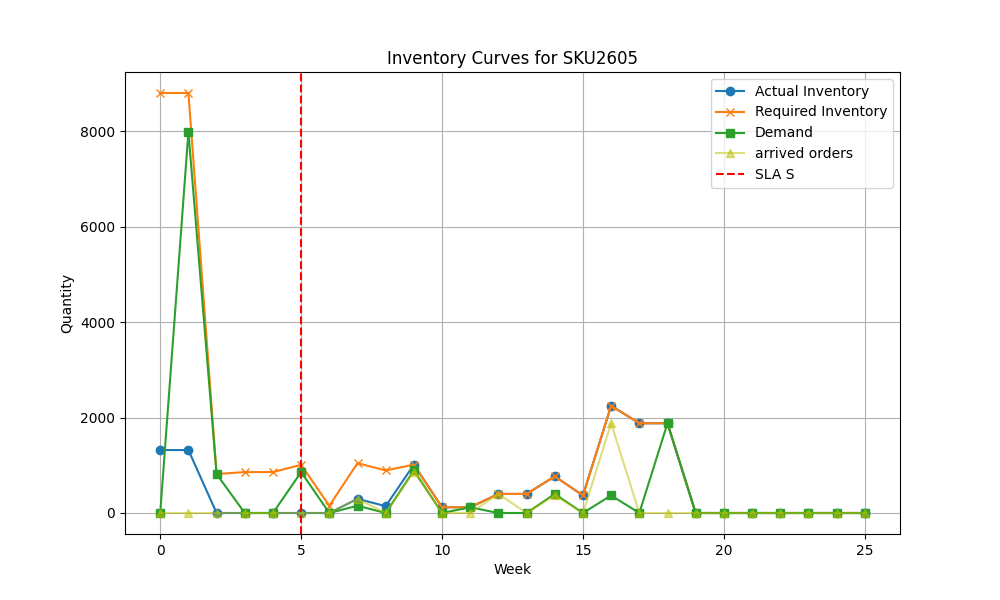 Inventory Curves for SKU2605
Actual Inventory
Required Inventory
Demand
arrived orders
SLA S
8000
6000
4000
2000
0
Quantity
0 5 10 15 20 25
Week